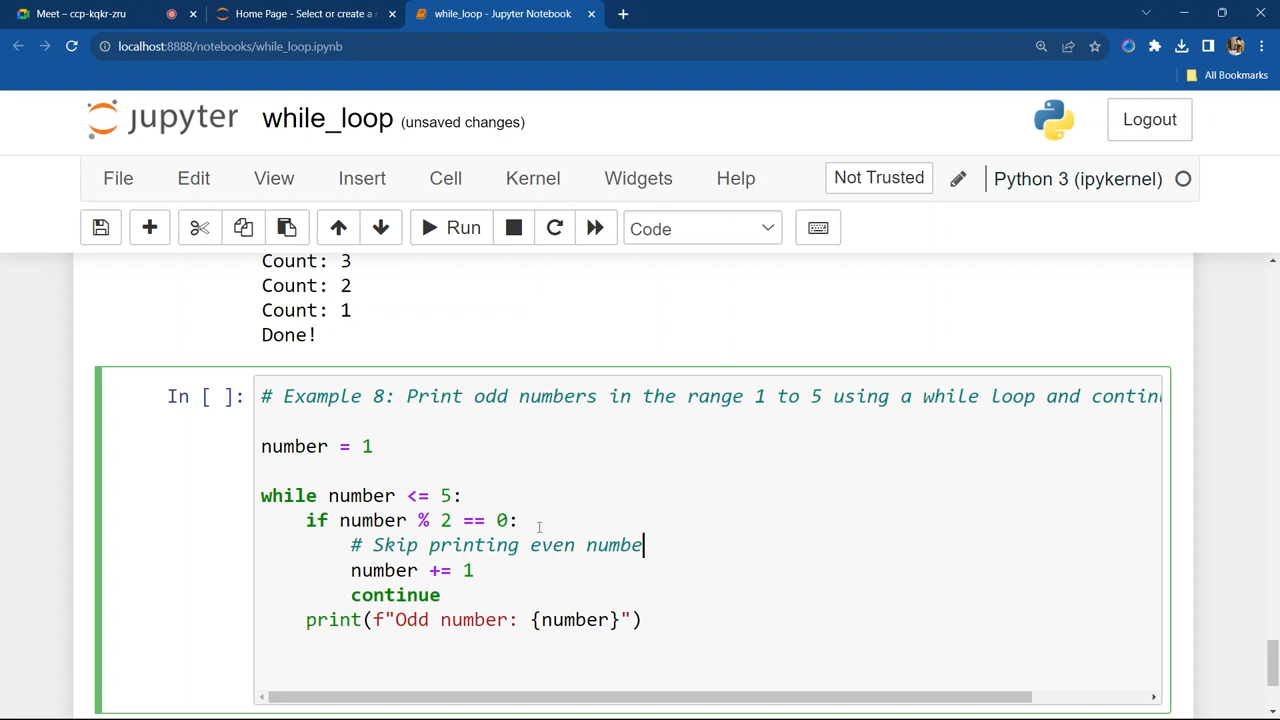 Meet – ccp-kqkr-zru
Home Page - Select or create a
while_loop - Jupyter Notebook
localhost:8888/notebooks/while_loop.ipynb
All Bookmarks
jupyter while_loop (unsaved changes)
Logout
File Edit View Insert Cell Kernel Widgets Help
Not Trusted
Python 3 (ipykernel)
Run
Code
Count: 3
Count: 2
Count: 1
Done!
In [ ]: # Example 8: Print odd numbers in the range 1 to 5 using a while loop and contin
number = 1
while number <= 5:
if number % 2 == 0:
# Skip printing even numbe
number += 1
continue
print(f"Odd number: {number}")